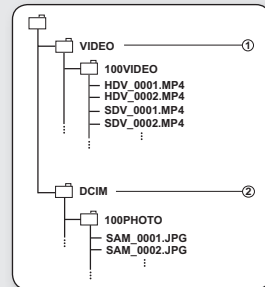 VIDEO ①
100VIDEO
HDV_0001.MP4
HDV_0002.MP4
SDV_0001.MP4
SDV_0002.MP4
DCIM ②
100PHOTO
SAM_0001.JPG
SAM_0002.JPG